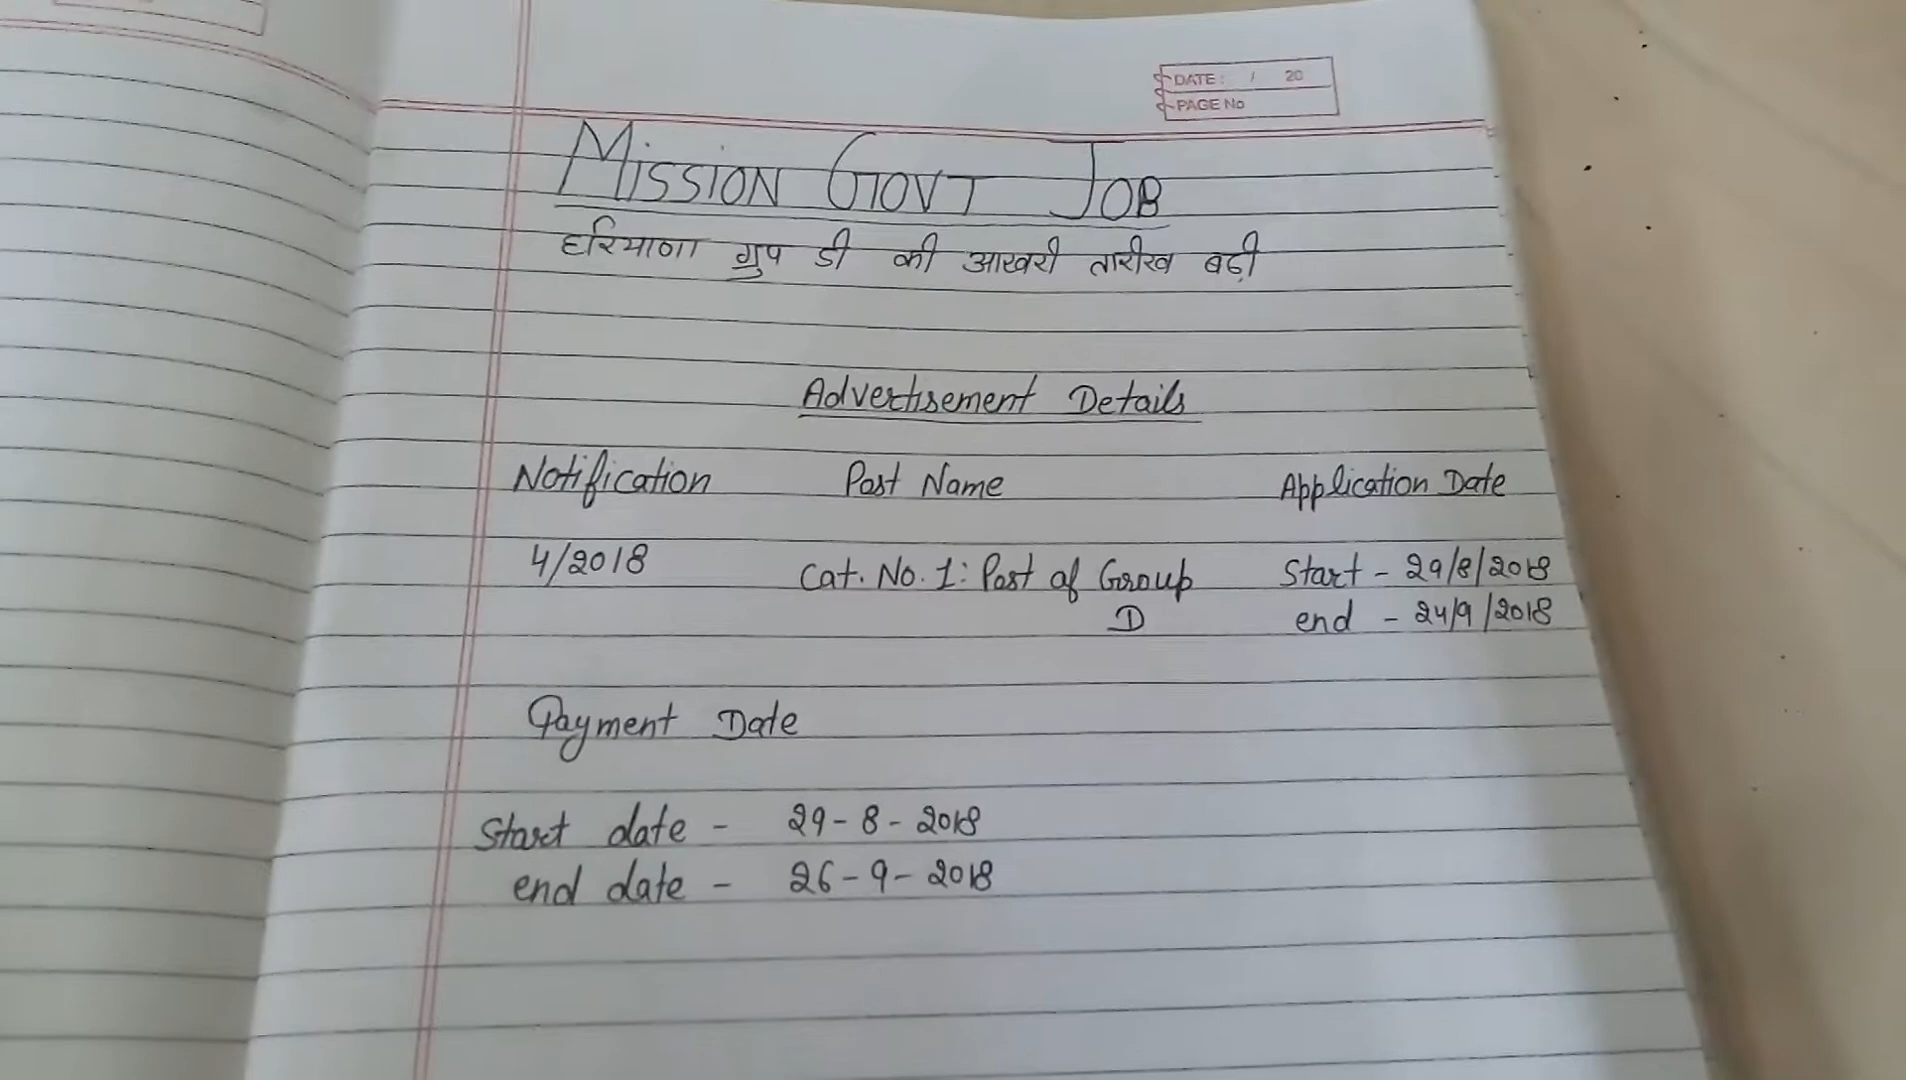 DATE: / 20
PAGE No
MISSION GOVT JOB
हरियाणा ग्रुप डी की आखरी तारीख बढ़ी
Advertisement Details
Notification Post Name Application Date
4/2018 Cat. No. 1: Post of Group Start - 29/8/2018
D end - 24/9/2018
Payment Date
Start date - 29-8-2018
end date - 26-9-2018